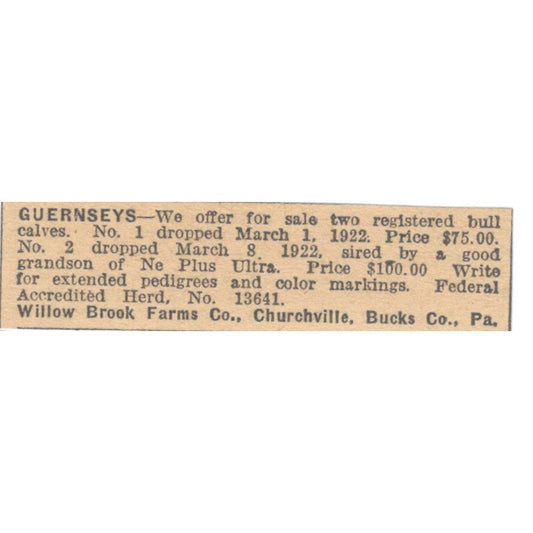 GUERNSEYS—We offer for sale two registered bull
calves. No. 1 dropped March 1, 1922. Price $75.00.
No. 2 dropped March 8, 1922, sired by a good
grandson of Ne Plus Ultra. Price $100.00 Write
for extended pedigrees and color markings. Federal
Accredited Herd, No. 13641.
Willow Brook Farms Co., Churchville, Bucks Co., Pa.